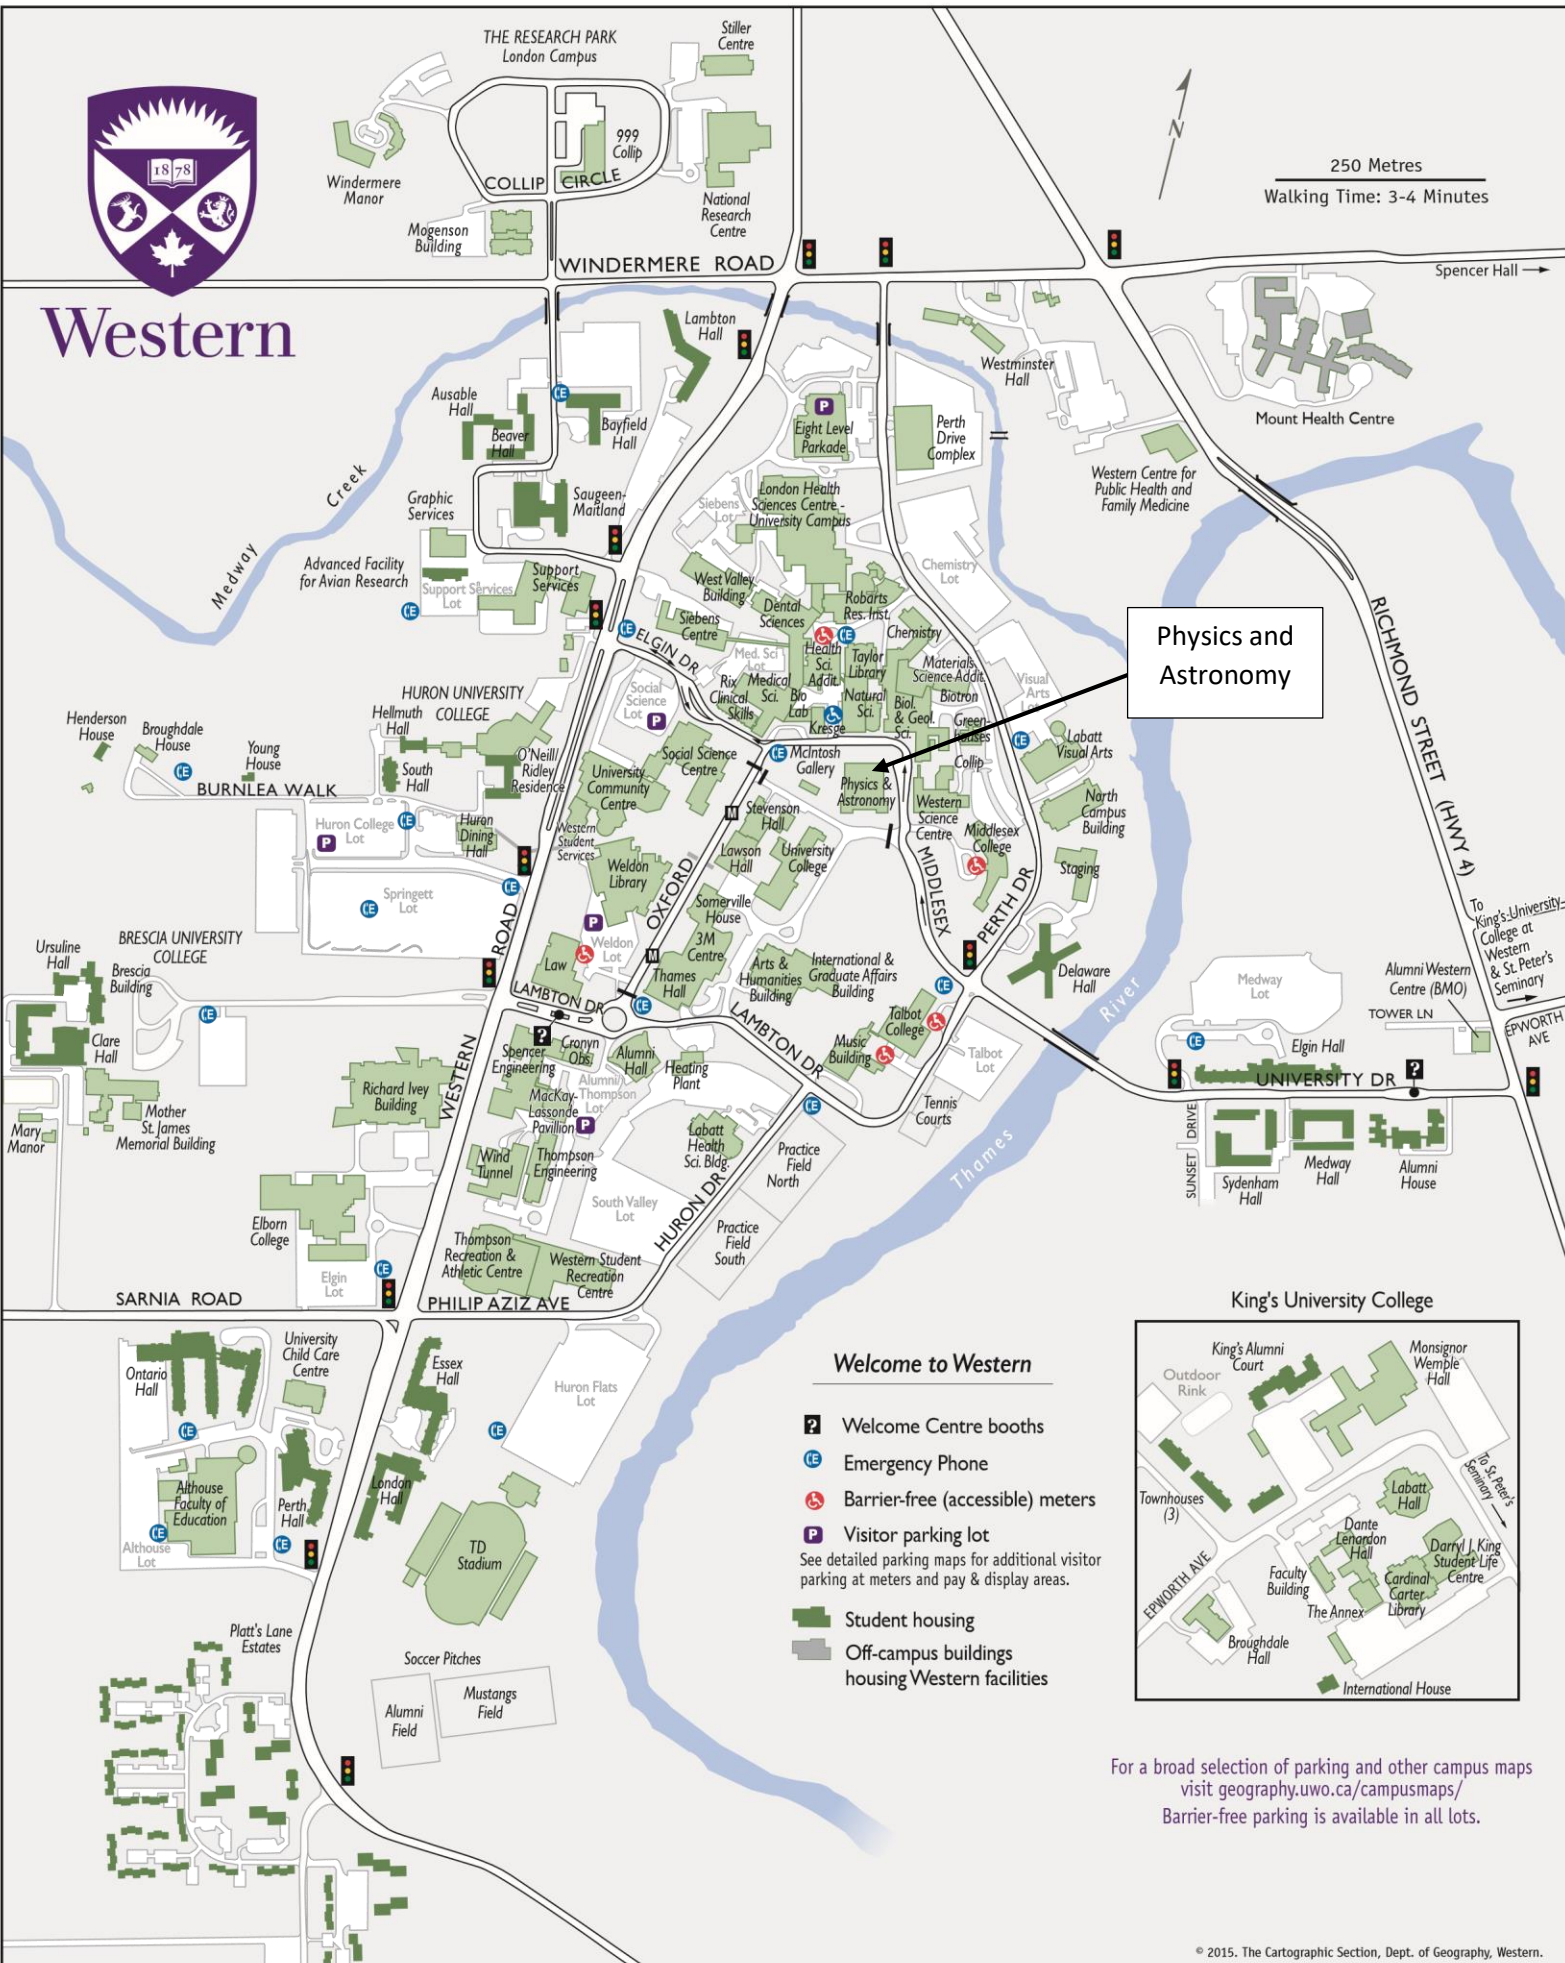 THE RESEARCH PARK
London Campus
Stiller
Centre
999
Collip
Windermere
Manor
COLLIP CIRCLE
National
Research
Centre
Mogenson
Building
1878
Western
N
250 Metres
Walking Time: 3-4 Minutes
WINDERMERE ROAD
Spencer Hall
Lambton
Hall
Westminster
Hall
Mount Health Centre
Ausable
Hall
Beaver
Hall
Bayfield
Hall
P
Eight Level
Parkade
Perth
Drive
Complex
Western Centre for
Public Health and
Family Medicine
Medway Creek
Graphic
Services
Saugeen-
Maitland
Siebens
Lot
London Health
Sciences Centre -
University Campus
Chemistry
Lot
Advanced Facility
for Avian Research
Support Services
Lot
Support
Services
West Valley
Building
Dental
Sciences
Robarts
Res. Inst.
Siebens
Centre
Chemistry
ELGIN DR
Med. Sci
Lot
Health
Sci.
Addit.
Taylor
Library
Materials
Science Addit.
Physics and
Astronomy
RICHMOND STREET (HWY 4)
Social
Science
Lot
P
Rix
Clinical
Skills
Medical
Sci.
Bio
Lab
Natural
Sci.
Kresge
Biol.
& Geol.
Sci.
Biotron
Green-
houses
Collip
Visual
Arts
Lot
Labatt
Visual Arts
HURON UNIVERSITY
COLLEGE
Hellmuth
Hall
Henderson
House
Broughdale
House
Young
House
South
Hall
O'Neill/
Ridley
Residence
BURNLEA WALK
University
Community
Centre
Social Science
Centre
McIntosh
Gallery
Physics &
Astronomy
Western
Science
Centre
North
Campus
Building
Huron College
Lot
P
Huron
Dining
Hall
Western
Student
Services
M
Stevenson
Hall
Lawson
Hall
University
College
Middlesex
College
MIDDLESEX
Staging
Weldon
Library
OXFORD
Springett
Lot
Somerville
House
PERTH DR
P
Weldon
Lot
M
3M
Centre
Law
Thames
Hall
Arts &
Humanities
Building
International &
Graduate Affairs
Building
Delaware
Hall
BRESCIA UNIVERSITY
COLLEGE
Ursuline
Hall
Brescia
Building
Clare
Hall
WESTERN ROAD
LAMBTON DR
LAMBTON DR
Talbot
College
Music
Building
Talbot
Lot
Tennis
Courts
Thames River
Medway
Lot
Alumni Western
Centre (BMO)
TOWER LN
To
King's University
College at
Western
& St. Peter's
Seminary
EPWORTH
AVE
Elgin Hall
?
UNIVERSITY DR
SUNSET DRIVE
Sydenham
Hall
Medway
Hall
Alumni
House
?
Spencer
Engineering
Cronyn
Obs
Alumni
Hall
Heating
Plant
Alumni/
Thompson
Lot
MacKay-
Lassonde
Pavillion
P
Richard Ivey
Building
Mary
Manor
Mother
St. James
Memorial Building
Wind
Tunnel
Thompson
Engineering
Labatt
Health
Sci. Bldg.
Practice
Field
North
South Valley
Lot
HURON DR
Practice
Field
South
Elborn
College
Elgin
Lot
Thompson
Recreation &
Athletic Centre
Western Student
Recreation
Centre
SARNIA ROAD
PHILIP AZIZ AVE
Ontario
Hall
University
Child Care
Centre
Essex
Hall
Huron Flats
Lot
Althouse
Faculty of
Education
Althouse
Lot
Perth
Hall
London
Hall
TD
Stadium
Platt's Lane
Estates
Soccer Pitches
Alumni
Field
Mustangs
Field
Welcome to Western
? Welcome Centre booths
CE Emergency Phone
Barrier-free (accessible) meters
P Visitor parking lot
See detailed parking maps for additional visitor
parking at meters and pay & display areas.
Student housing
Off-campus buildings
housing Western facilities
King's University College
King's Alumni
Court
Monsignor
Wemple
Hall
Outdoor
Rink
Townhouses
(3)
To St. Peter's
Seminary
Labatt
Hall
Dante
Lenardon
Hall
Darryl J. King
Student Life
Centre
Faculty
Building
Cardinal
Carter
Library
The Annex
EPWORTH AVE
Broughdale
Hall
International House
For a broad selection of parking and other campus maps
visit geography.uwo.ca/campusmaps/
Barrier-free parking is available in all lots.
© 2015. The Cartographic Section, Dept. of Geography, Western.